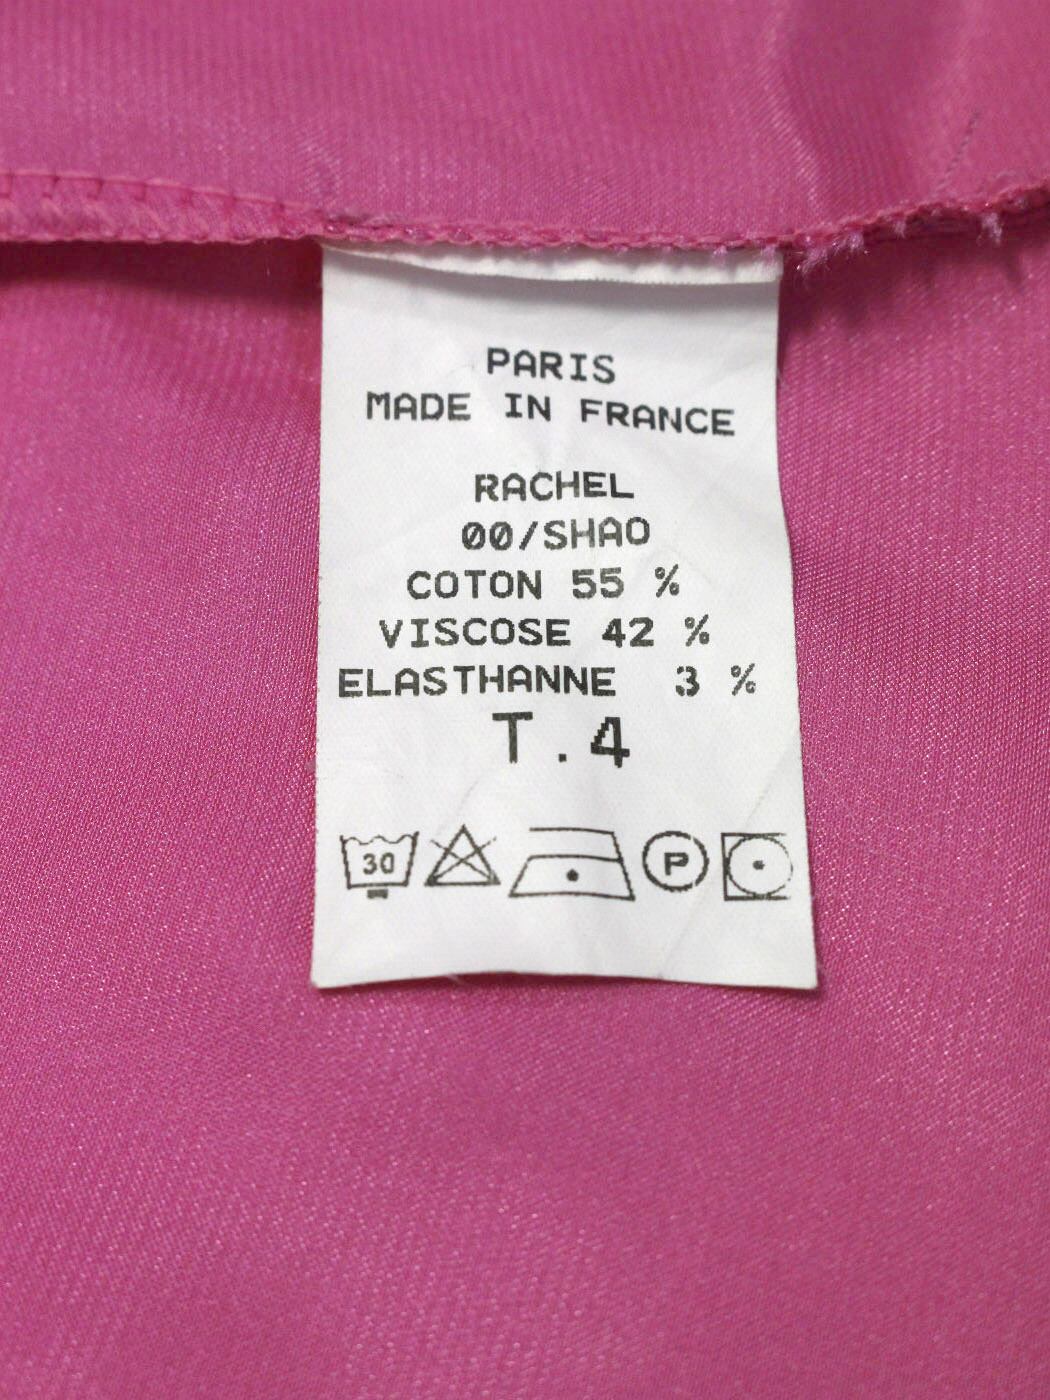 PARIS
MADE IN FRANCE
RACHEL
00/SHAO
COTON 55 %
VISCOSE 42 %
ELASTHANNE 3 %
T.4
30 P